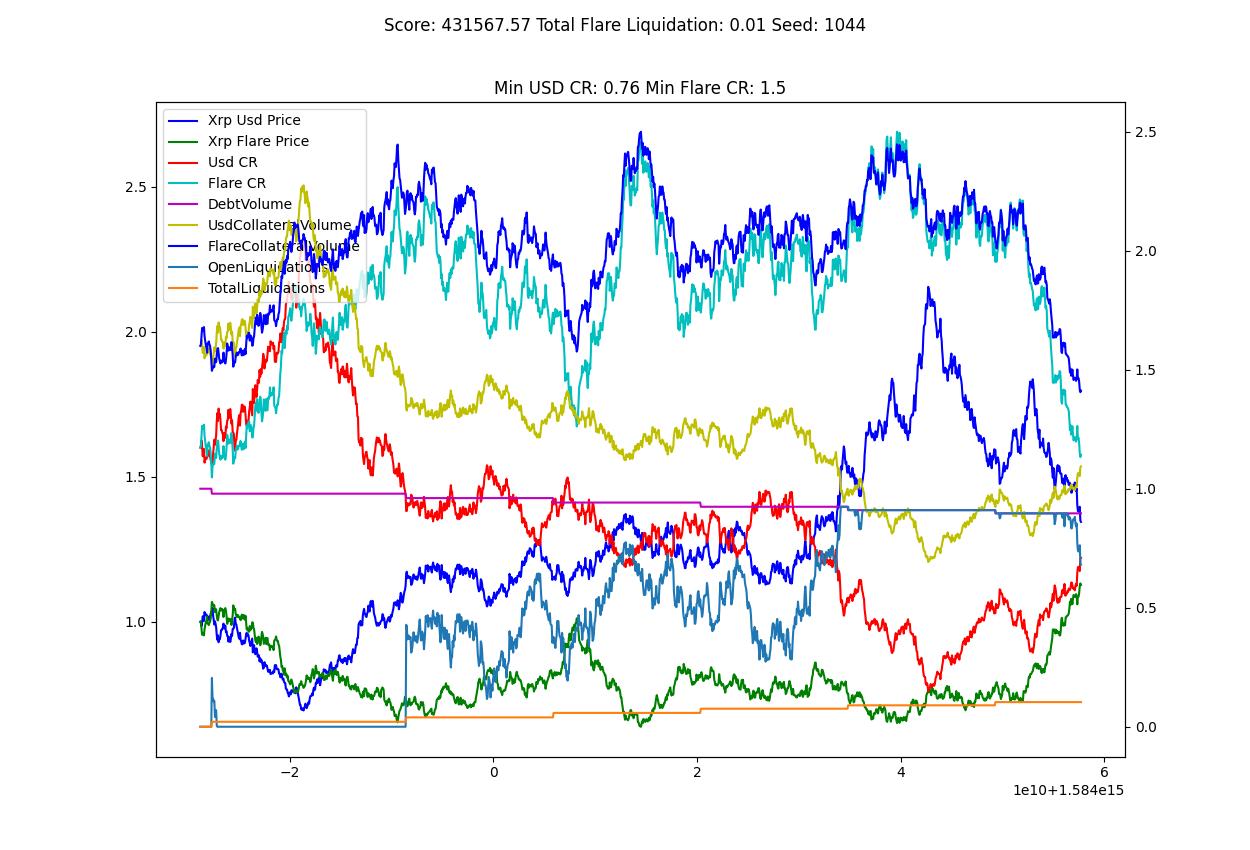 Score: 431567.57 Total Flare Liquidation: 0.01 Seed: 1044
Min USD CR: 0.76 Min Flare CR: 1.5
Xrp Usd Price
Xrp Flare Price
Usd CR
Flare CR
DebtVolume
UsdCollateralVolume
FlareCollateralVolume
OpenLiquidations
TotalLiquidations
2.5
2.0
1.5
1.0
2.5
2.0
1.5
1.0
0.5
0.0
−2
0
2
4
6
1e10+1.584e15